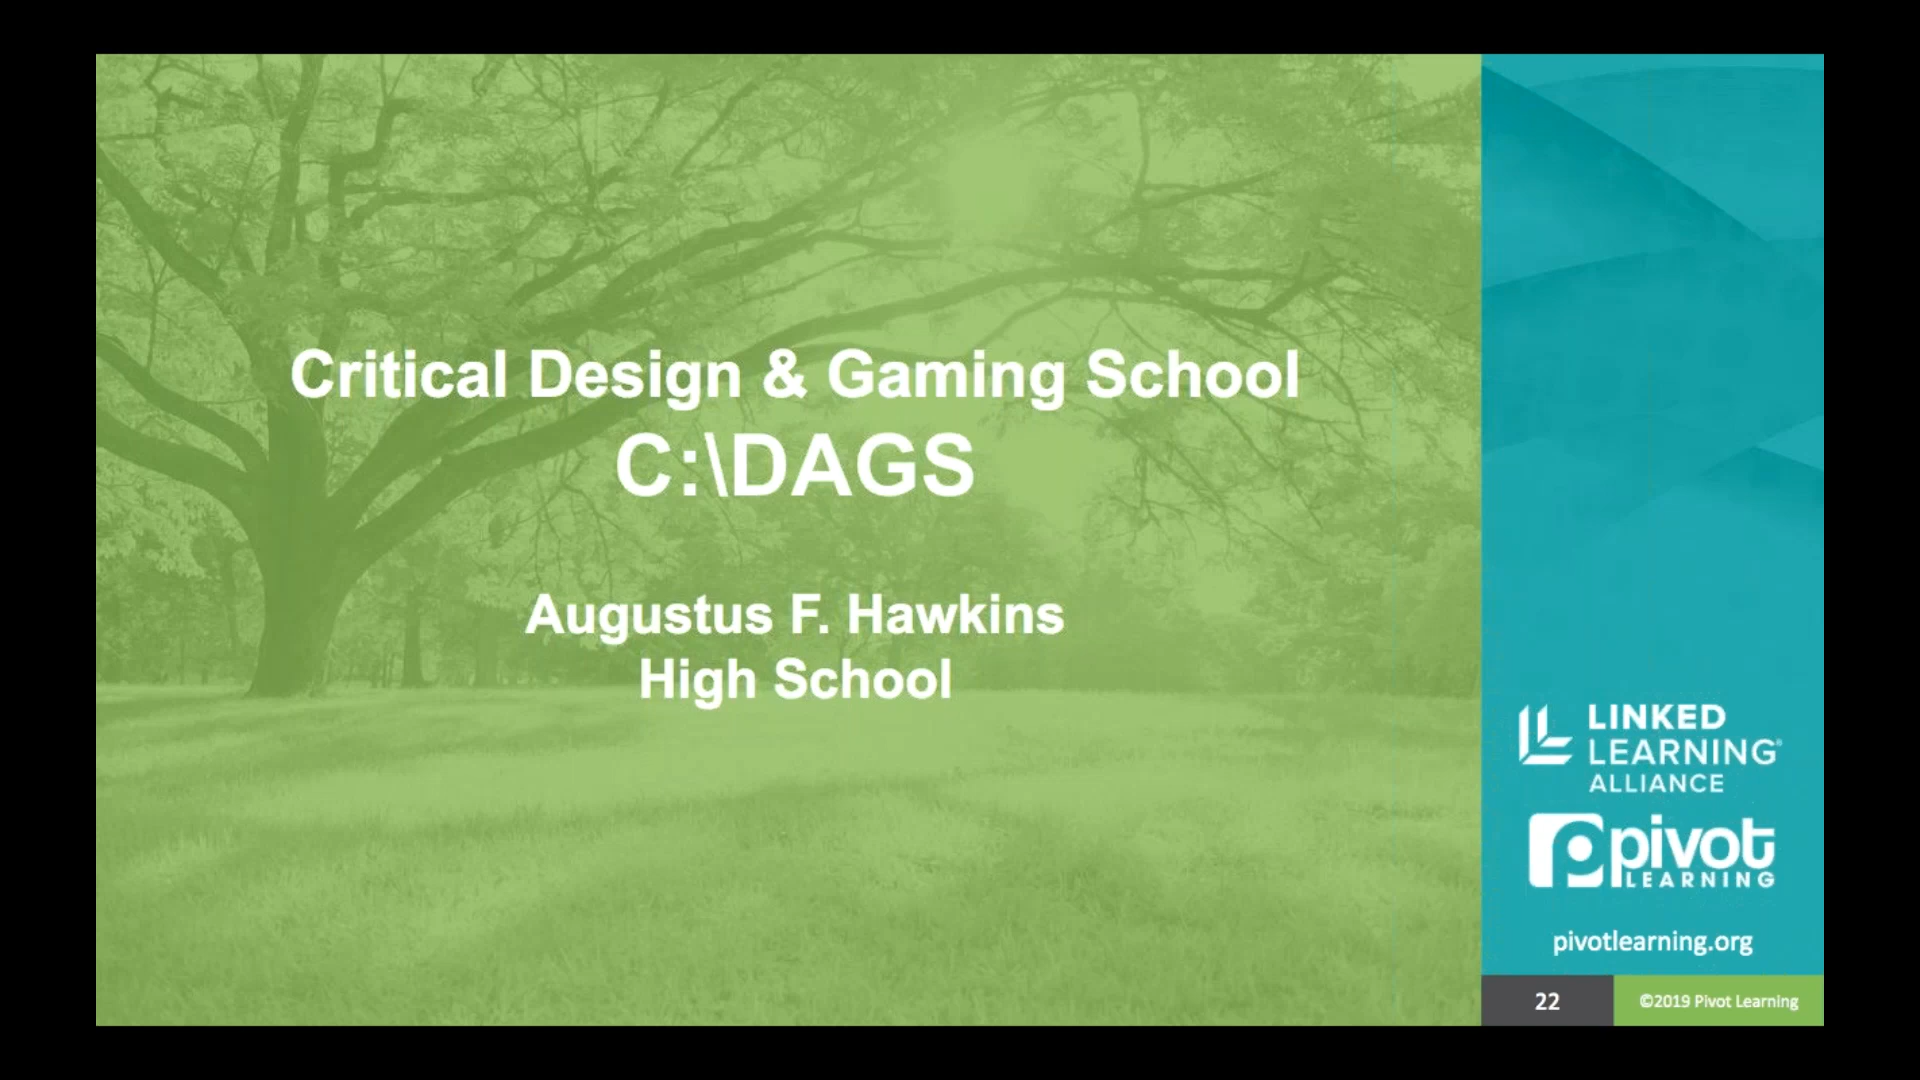 Critical Design & Gaming School
C:\DAGS
Augustus F. Hawkins
High School
LINKED
LEARNING®
ALLIANCE
pivot
LEARNING
pivotlearning.org
22
©2019 Pivot Learning